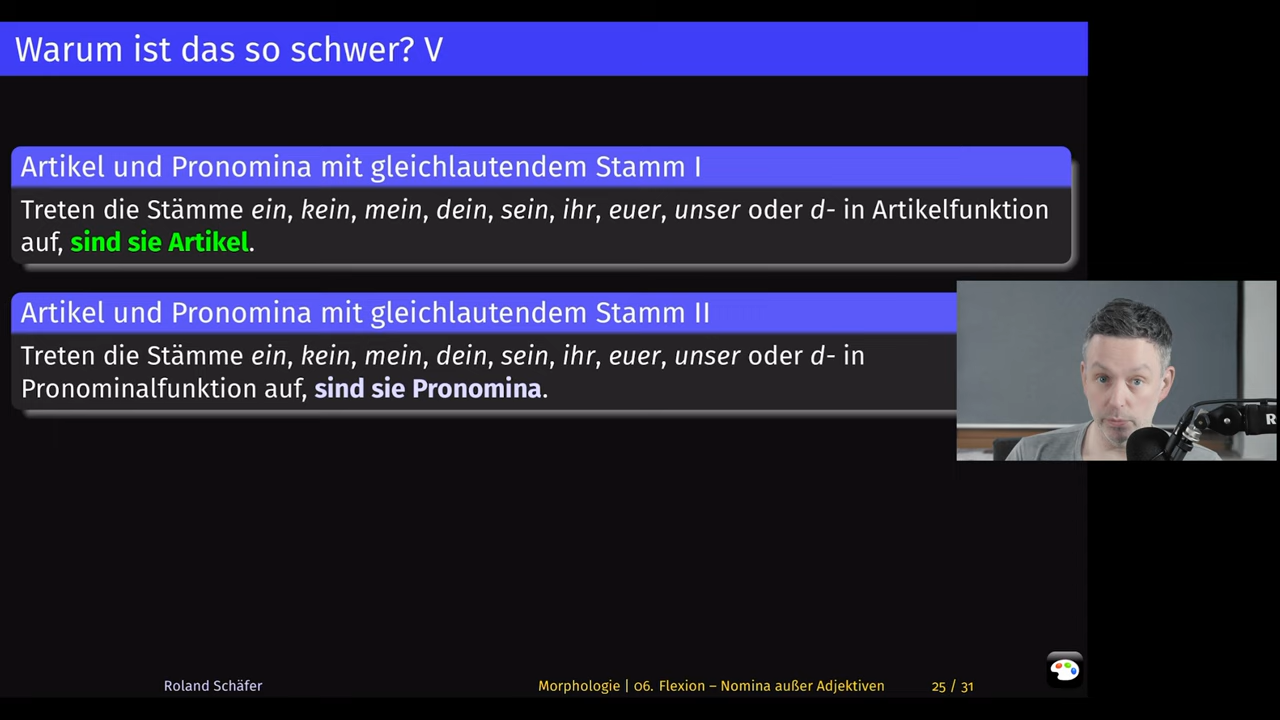 Warum ist das so schwer? V
Artikel und Pronomina mit gleichlautendem Stamm I
Treten die Stämme ein, kein, mein, dein, sein, ihr, euer, unser oder d- in Artikelfunktion
auf, sind sie Artikel.
Artikel und Pronomina mit gleichlautendem Stamm II
Treten die Stämme ein, kein, mein, dein, sein, ihr, euer, unser oder d- in
Pronominalfunktion auf, sind sie Pronomina.
R
Roland Schäfer
Morphologie | 06. Flexion – Nomina außer Adjektiven
25 / 31